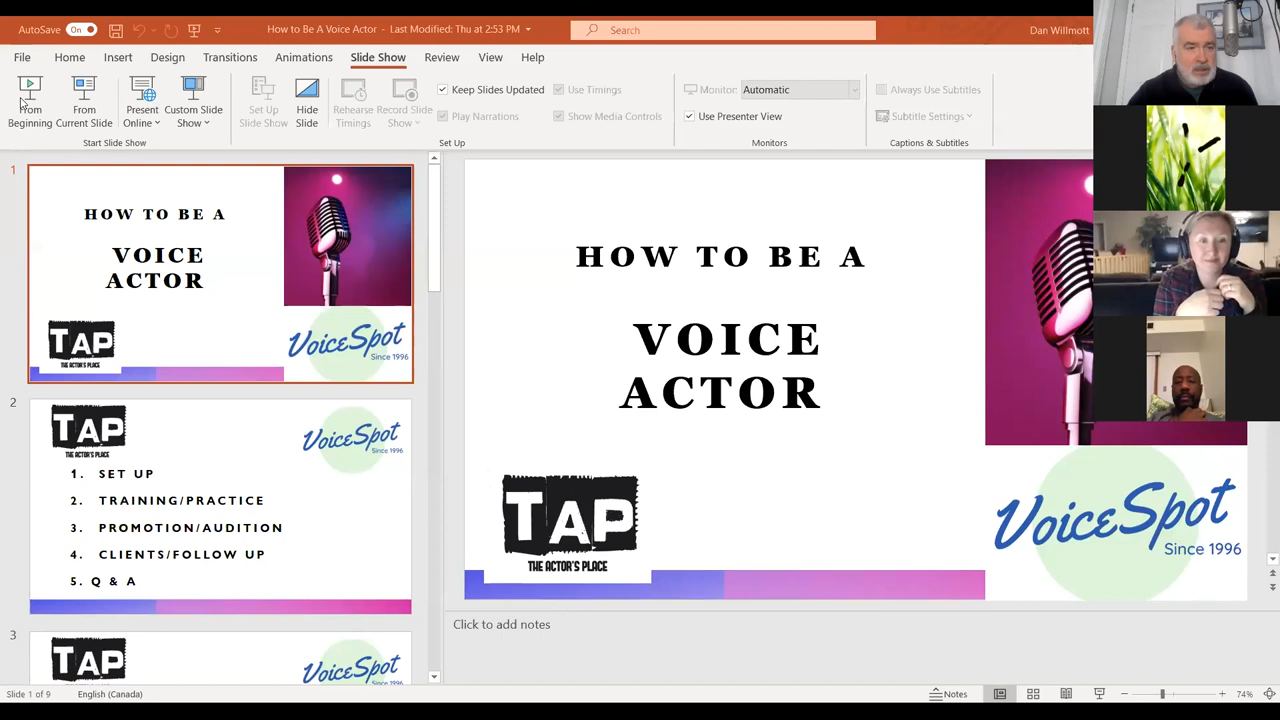 AutoSave On
How to Be A Voice Actor - Last Modified: Thu at 2:53 PM
Search
Dan Willmott
File Home Insert Design Transitions Animations Slide Show Review View Help
From Beginning
From Current Slide
Present Online
Custom Slide Show
Set Up Slide Show
Hide Slide
Rehearse Timings
Record Slide Show
Keep Slides Updated
Use Timings
Play Narrations
Show Media Controls
Monitor: Automatic
Use Presenter View
Always Use Subtitles
Subtitle Settings
Start Slide Show
Set Up
Monitors
Captions & Subtitles
1
HOW TO BE A
VOICE
ACTOR
TAP
THE ACTOR'S PLACE
VoiceSpot
Since 1996
2
TAP
THE ACTOR'S PLACE
VoiceSpot
Since 1996
1. SET UP
2. TRAINING/PRACTICE
3. PROMOTION/AUDITION
4. CLIENTS/FOLLOW UP
5. Q & A
3
TAP
THE ACTOR'S PLACE
VoiceSpot
Since 1996
HOW TO BE A
VOICE
ACTOR
TAP
THE ACTOR'S PLACE
VoiceSpot
Since 1996
Click to add notes
Slide 1 of 9 English (Canada) Notes 74%